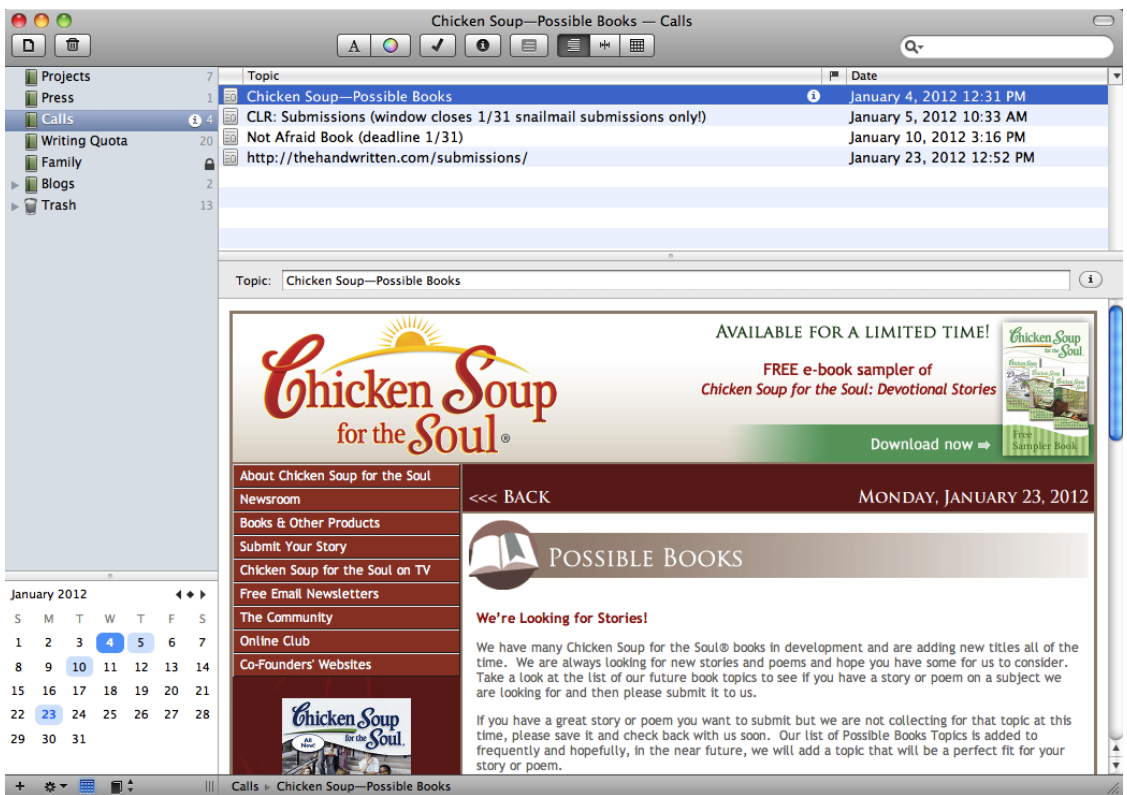 Chicken Soup—Possible Books — Calls
A
Projects 7
Press 1
Calls 4
Writing Quota 20
Family
Blogs 2
Trash 13
Topic Date
Chicken Soup—Possible Books January 4, 2012 12:31 PM
CLR: Submissions (window closes 1/31 snailmail submissions only!) January 5, 2012 10:33 AM
Not Afraid Book (deadline 1/31) January 10, 2012 3:16 PM
http://thehandwritten.com/submissions/ January 23, 2012 12:52 PM
Topic: Chicken Soup—Possible Books
Chicken Soup
for the Soul®
AVAILABLE FOR A LIMITED TIME!
FREE e-book sampler of
Chicken Soup for the Soul: Devotional Stories
Download now
Chicken Soup
for the Soul
Free
Sampler Book
About Chicken Soup for the Soul
Newsroom
Books & Other Products
Submit Your Story
Chicken Soup for the Soul on TV
Free Email Newsletters
The Community
Online Club
Co-Founders' Websites
Chicken Soup
for the Soul
All New!
<<< BACK MONDAY, JANUARY 23, 2012
POSSIBLE BOOKS
We're Looking for Stories!
We have many Chicken Soup for the Soul® books in development and are adding new titles all of the
time. We are always looking for new stories and poems and hope you have some for us to consider.
Take a look at the list of our future book topics to see if you have a story or poem on a subject we
are looking for and then please submit it to us.
If you have a great story or poem you want to submit but we are not collecting for that topic at this
time, please save it and check back with us soon. Our list of Possible Books Topics is added to
frequently and hopefully, in the near future, we will add a topic that will be a perfect fit for your
story or poem.
January 2012
S M T W T F S
1 2 3 4 5 6 7
8 9 10 11 12 13 14
15 16 17 18 19 20 21
22 23 24 25 26 27 28
29 30 31
Calls ▸ Chicken Soup—Possible Books